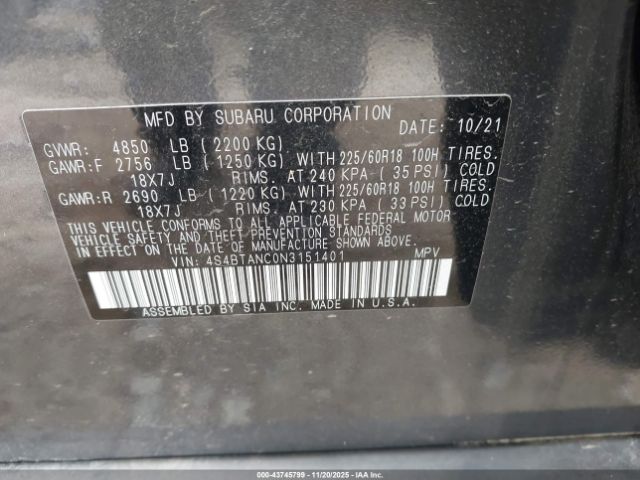 MFD BY SUBARU CORPORATION
DATE: 10/21
GVWR: 4850 LB (2200 KG)
GAWR:F 2756 LB (1250 KG) WITH 225/60R18 100H TIRES.
18X7J RIMS. AT 240 KPA (35 PSI) COLD
GAWR:R 2690 LB (1220 KG) WITH 225/60R18 100H TIRES.
18X7J RIMS. AT 230 KPA (33 PSI) COLD
THIS VEHICLE CONFORMS TO ALL APPLICABLE FEDERAL MOTOR
VEHICLE SAFETY AND THEFT PREVENTION STANDARDS IN EFFECT
ON THE DATE OF MANUFACTURE SHOWN ABOVE.
VIN: 4S4BTANC0N3151401 MPV
ASSEMBLED BY SIA INC. MADE IN U.S.A.
000-43745799 - 11/20/2025 - IAAI.COM